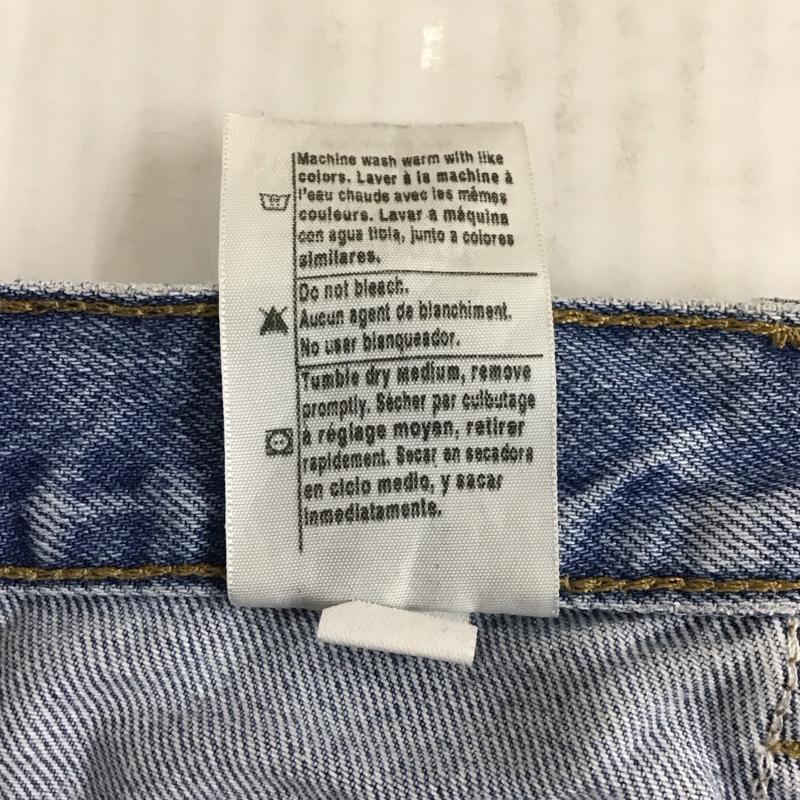 Machine wash warm with like
colors. Laver à la machine à
l'eau chaude avec les mêmes
couleurs. Lavar a máquina
con agua tibia, junto a colores
similares.
Do not bleach.
Aucun agent de blanchiment.
No usar blanqueador.
Tumble dry medium, remove
promptly. Sécher par culbutage
à réglage moyen, retirer
rapidement. Secar en secadora
en ciclo medio, y sacar
inmediatamente.